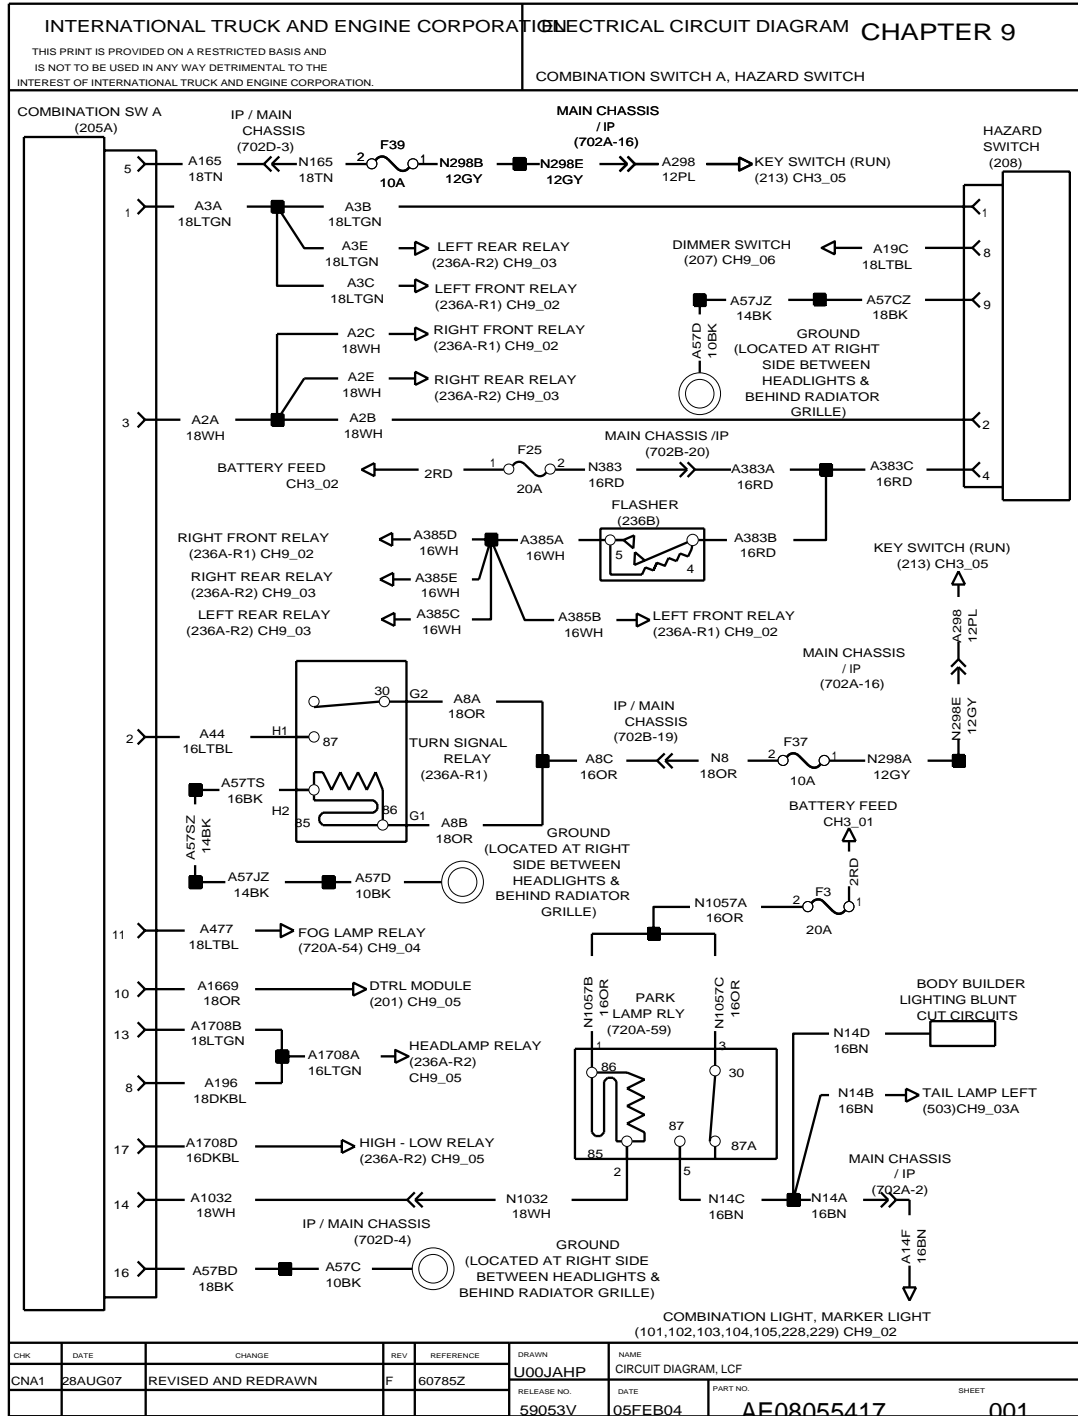 INTERNATIONAL TRUCK AND ENGINE CORPORATION
ELECTRICAL CIRCUIT DIAGRAM
CHAPTER 9
THIS PRINT IS PROVIDED ON A RESTRICTED BASIS AND
IS NOT TO BE USED IN ANY WAY DETRIMENTAL TO THE
INTEREST OF INTERNATIONAL TRUCK AND ENGINE CORPORATION.
COMBINATION SWITCH A, HAZARD SWITCH
COMBINATION SW A
(205A)
IP / MAIN
CHASSIS
(702D-3)
MAIN CHASSIS
/ IP
(702A-16)
HAZARD
SWITCH
(208)
5
A165
18TN
N165
18TN
2
F39
1
10A
N298B
12GY
N298E
12GY
A298
12PL
KEY SWITCH (RUN)
(213) CH3_05
1
A3A
18LTGN
A3B
18LTGN
1
A3E
18LTGN
LEFT REAR RELAY
(236A-R2) CH9_03
DIMMER SWITCH
(207) CH9_06
A19C
18LTBL
8
A3C
18LTGN
LEFT FRONT RELAY
(236A-R1) CH9_02
A57JZ
14BK
A57CZ
18BK
9
A57D
10BK
GROUND
(LOCATED AT RIGHT
SIDE BETWEEN
HEADLIGHTS &
BEHIND RADIATOR
GRILLE)
A2C
18WH
RIGHT FRONT RELAY
(236A-R1) CH9_02
A2E
18WH
RIGHT REAR RELAY
(236A-R2) CH9_03
3
A2A
18WH
A2B
18WH
2
MAIN CHASSIS /IP
(702B-20)
BATTERY FEED
CH3_02
2RD
1
F25
2
20A
N383
16RD
A383A
16RD
A383C
16RD
4
FLASHER
(236B)
5
4
A383B
16RD
RIGHT FRONT RELAY
(236A-R1) CH9_02
A385D
16WH
A385A
16WH
RIGHT REAR RELAY
(236A-R2) CH9_03
A385E
16WH
LEFT REAR RELAY
(236A-R2) CH9_03
A385C
16WH
A385B
16WH
LEFT FRONT RELAY
(236A-R1) CH9_02
KEY SWITCH (RUN)
(213) CH3_05
A298
12PL
MAIN CHASSIS
/ IP
(702A-16)
N298E
12GY
30
G2
A8A
18OR
IP / MAIN
CHASSIS
(702B-19)
2
A44
16LTBL
H1
87
TURN SIGNAL
RELAY
(236A-R1)
A8C
16OR
N8
18OR
2
F37
1
10A
N298A
12GY
A57TS
16BK
H2
85
86
G1
A8B
18OR
A57SZ
14BK
A57JZ
14BK
A57D
10BK
GROUND
(LOCATED AT RIGHT
SIDE BETWEEN
HEADLIGHTS &
BEHIND RADIATOR
GRILLE)
BATTERY FEED
CH3_01
2RD
N1057A
16OR
2
F3
1
20A
11
A477
18LTBL
FOG LAMP RELAY
(720A-54) CH9_04
10
A1669
18OR
DTRL MODULE
(201) CH9_05
N1057B
16OR
PARK
LAMP RLY
(720A-59)
N1057C
16OR
BODY BUILDER
LIGHTING BLUNT
CUT CIRCUITS
13
A1708B
18LTGN
A1708A
16LTGN
HEADLAMP RELAY
(236A-R2)
CH9_05
8
A196
18DKBL
1
3
86
30
87
87A
85
2
5
N14D
16BN
N14B
16BN
TAIL LAMP LEFT
(503)CH9_03A
17
A1708D
16DKBL
HIGH - LOW RELAY
(236A-R2) CH9_05
MAIN CHASSIS
/ IP
(702A-2)
14
A1032
18WH
N1032
18WH
N14C
16BN
N14A
16BN
IP / MAIN CHASSIS
(702D-4)
A14F
16BN
16
A57BD
18BK
A57C
10BK
GROUND
(LOCATED AT RIGHT SIDE
BETWEEN HEADLIGHTS &
BEHIND RADIATOR GRILLE)
COMBINATION LIGHT, MARKER LIGHT
(101,102,103,104,105,228,229) CH9_02
CHK DATE CHANGE REV REFERENCE DRAWN NAME
CNA1 28AUG07 REVISED AND REDRAWN F 60785Z U00JAHP CIRCUIT DIAGRAM, LCF
RELEASE NO. DATE PART NO. SHEET
59053V 05FEB04 AE08055417 001